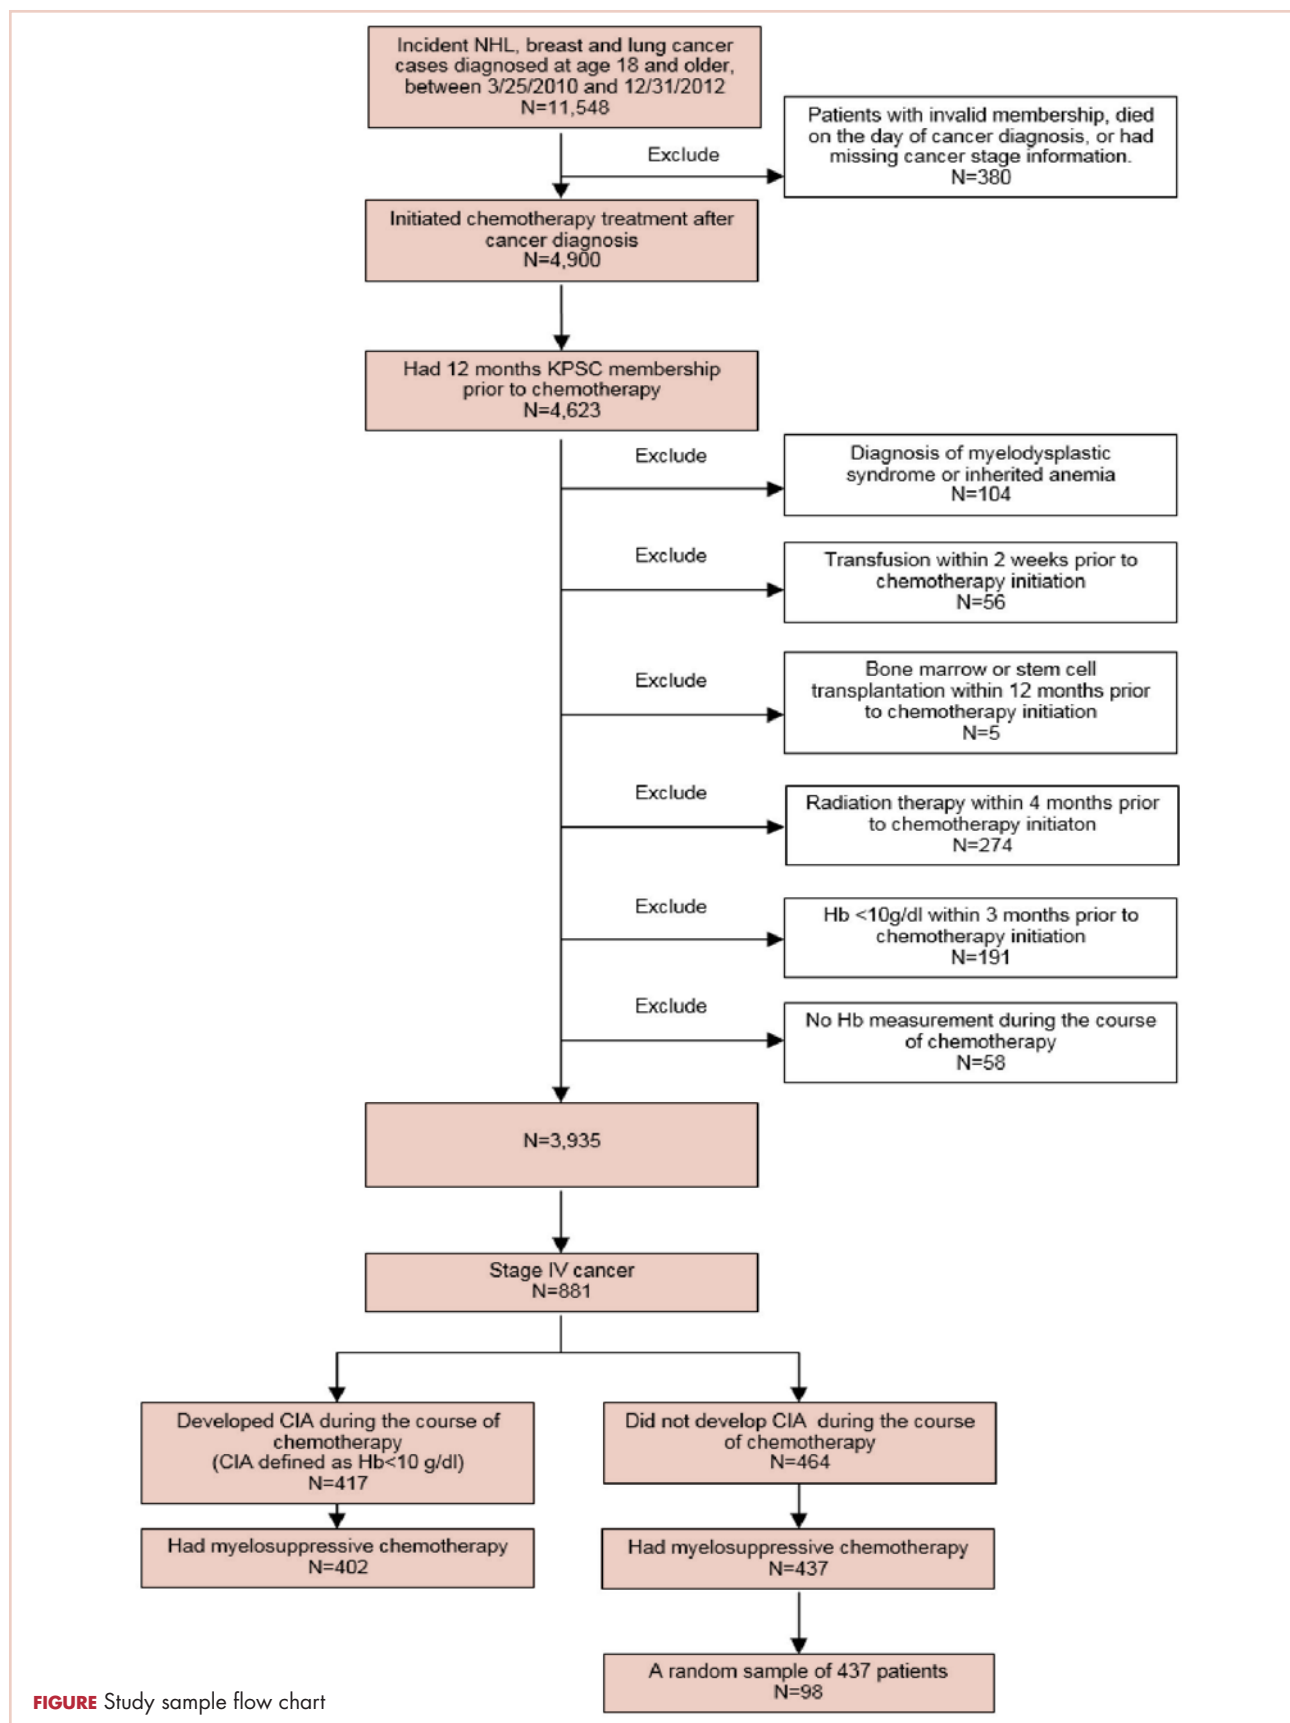 Incident NHL, breast and lung cancer
cases diagnosed at age 18 and older,
between 3/25/2010 and 12/31/2012
N=11,548
Exclude
Patients with invalid membership, died
on the day of cancer diagnosis, or had
missing cancer stage information.
N=380
Initiated chemotherapy treatment after
cancer diagnosis
N=4,900
Had 12 months KPSC membership
prior to chemotherapy
N=4,623
Exclude
Diagnosis of myelodysplastic
syndrome or inherited anemia
N=104
Exclude
Transfusion within 2 weeks prior to
chemotherapy initiation
N=56
Exclude
Bone marrow or stem cell
transplantation within 12 months prior
to chemotherapy initiation
N=5
Exclude
Radiation therapy within 4 months prior
to chemotherapy initiaton
N=274
Exclude
Hb <10g/dl within 3 months prior to
chemotherapy initiation
N=191
Exclude
No Hb measurement during the course
of chemotherapy
N=58
N=3,935
Stage IV cancer
N=881
Developed CIA during the course of
chemotherapy
(CIA defined as Hb<10 g/dl)
N=417
Did not develop CIA during the course
of chemotherapy
N=464
Had myelosuppressive chemotherapy
N=402
Had myelosuppressive chemotherapy
N=437
A random sample of 437 patients
N=98
FIGURE Study sample flow chart